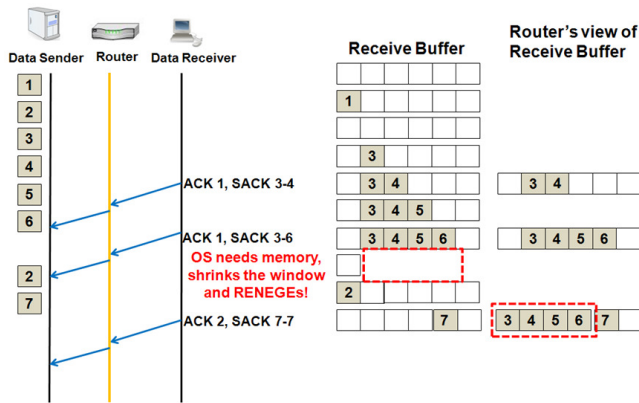 Data Sender Router Data Receiver
Receive Buffer
Router's view of
Receive Buffer
1
2
3
4
5
6
2
7
ACK 1, SACK 3-4
ACK 1, SACK 3-6
OS needs memory,
shrinks the window
and RENEGEs!
ACK 2, SACK 7-7
1
3
3 4
3 4 5
3 4 5 6
2
7
3 4
3 4 5 6
3 4 5 6 7